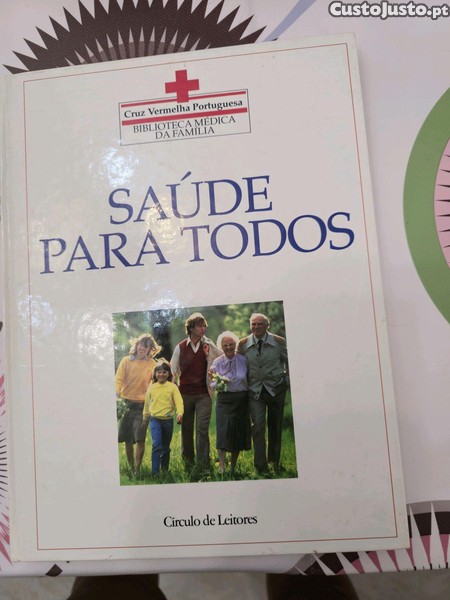 CustoJusto.pt
Cruz Vermelha Portuguesa
BIBLIOTECA MÉDICA
DA FAMÍLIA
SAÚDE
PARA TODOS
Círculo de Leitores